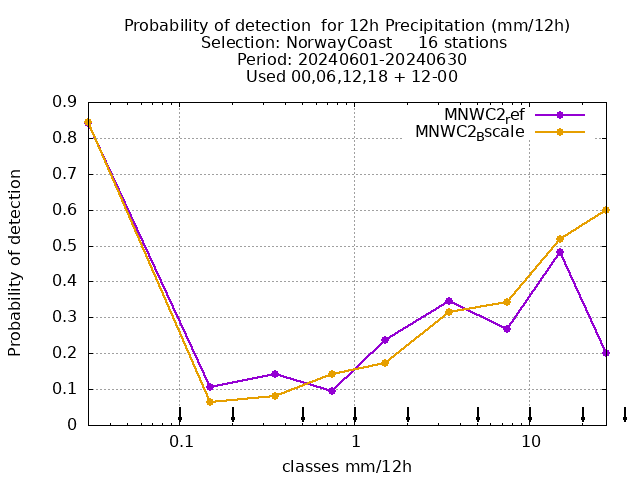 Probability of detection  for 12h Precipitation (mm/12h)
Selection: NorwayCoast     16 stations
Period: 20240601-20240630
Used 00,06,12,18 + 12-00
MNWC2ref
MNWC2Bscale
Probability of detection
0.9
0.8
0.7
0.6
0.5
0.4
0.3
0.2
0.1
0
0.1
1
10
classes mm/12h